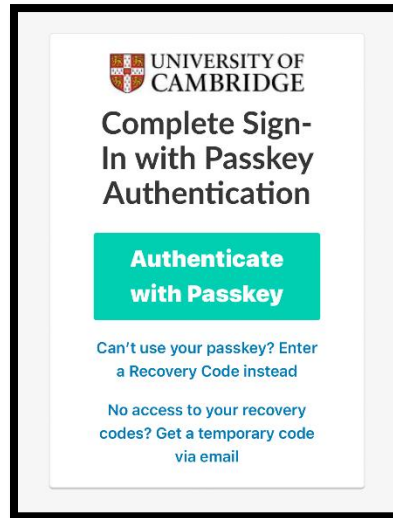 UNIVERSITY OF
CAMBRIDGE
Complete Sign-
In with Passkey
Authentication
Authenticate
with Passkey
Can't use your passkey? Enter
a Recovery Code instead
No access to your recovery
codes? Get a temporary code
via email